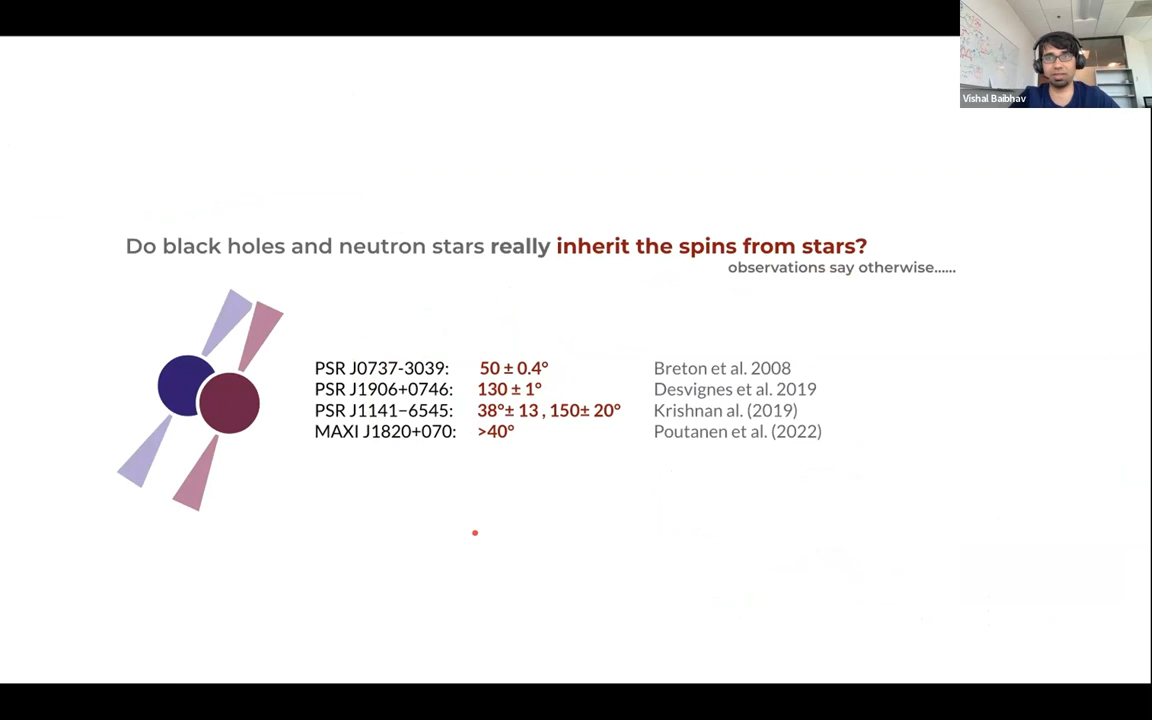 Vishal Baibhav
Do black holes and neutron stars really inherit the spins from stars?
observations say otherwise......
PSR J0737-3039: 50 ± 0.4° Breton et al. 2008
PSR J1906+0746: 130 ± 1° Desvignes et al. 2019
PSR J1141–6545: 38°± 13 , 150± 20° Krishnan al. (2019)
MAXI J1820+070: >40° Poutanen et al. (2022)